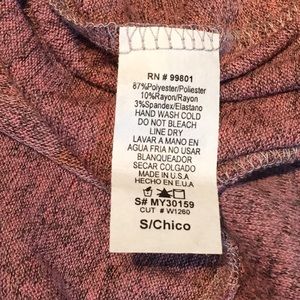 RN # 99801
87%Polyester/Poliester
10%Rayon/Rayon
3%Spandex/Elastano
HAND WASH COLD
DO NOT BLEACH
LINE DRY
LAVAR A MANO EN
AGUA FRIA NO USAR
BLANQUEADOR
SECAR COLGADO
MADE IN U.S.A
HECHO EN E.U.A
S# MY30159
CUT # W1260
S/Chico